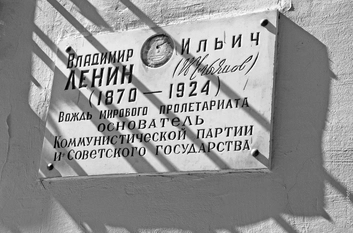 Владимир Ильич
ЛЕНИН (Ульянов)
(1870 – 1924)
Вождь мирового пролетариата
основатель
Коммунистической партии
и Советского государства